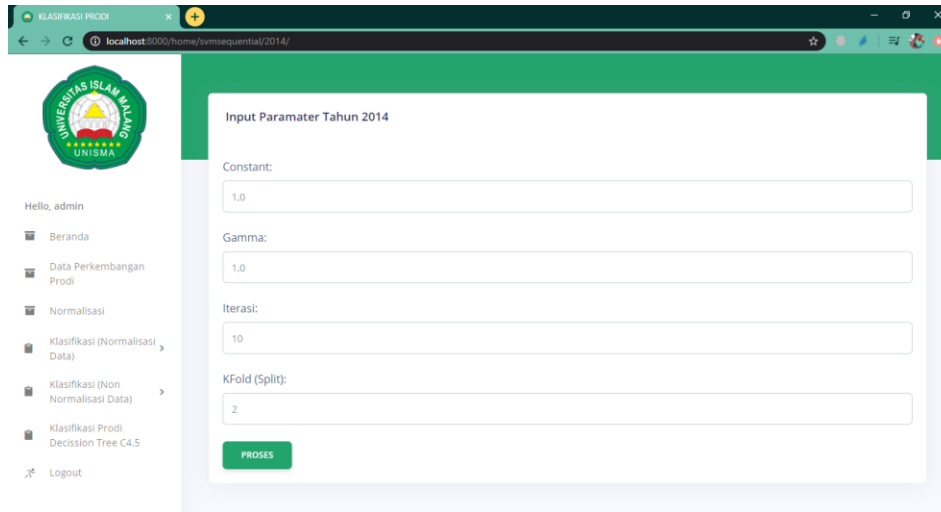 KLASIFIKASI PRODI
localhost:8000/home/svmsequential/2014/
UNIVERSITAS ISLAM MALANG
UNISMA
Hello, admin
Beranda
Data Perkembangan
Prodi
Normalisasi
Klasifikasi (Normalisasi
Data)
Klasifikasi (Non
Normalisasi Data)
Klasifikasi Prodi
Decission Tree C4.5
Logout
Input Paramater Tahun 2014
Constant:
1,0
Gamma:
1,0
Iterasi:
10
KFold (Split):
2
PROSES